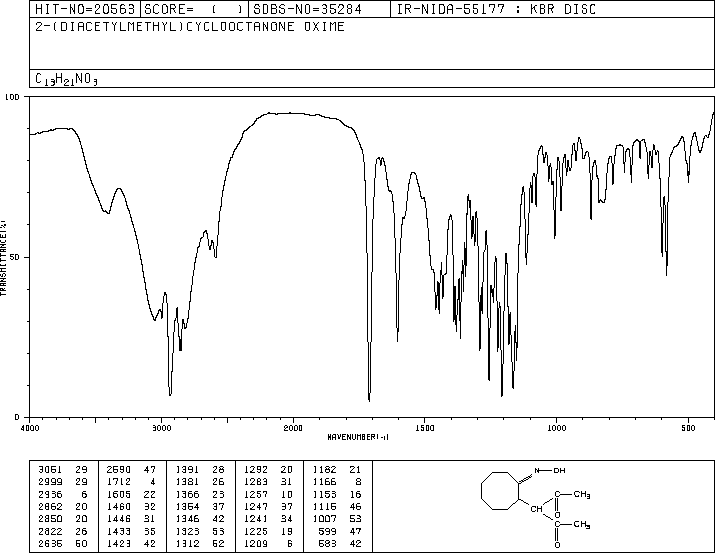 HIT-NO=20563 SCORE= ( ) SDBS-NO=35284 IR-NIDA-55177 : KBR DISC
2-(DIACETYLMETHYL)CYCLOOCTANONE OXIME
C13H21NO3
100
50
0
TRANSMITTANCE(%)
4000 3000 2000 1500 1000 500
WAVENUMBER(-1)
3051 29 2590 47 1391 28 1292 20 1182 21
2999 29 1712 4 1381 26 1283 31 1166 8
2936 6 1605 22 1366 23 1257 10 1153 16
2862 20 1460 32 1354 37 1247 37 1116 46
2850 20 1446 31 1346 42 1241 34 1007 53
2822 26 1433 35 1323 53 1225 19 599 47
2635 50 1423 42 1312 52 1209 6 583 42
N OH
C CH3
CH O
C CH3
O